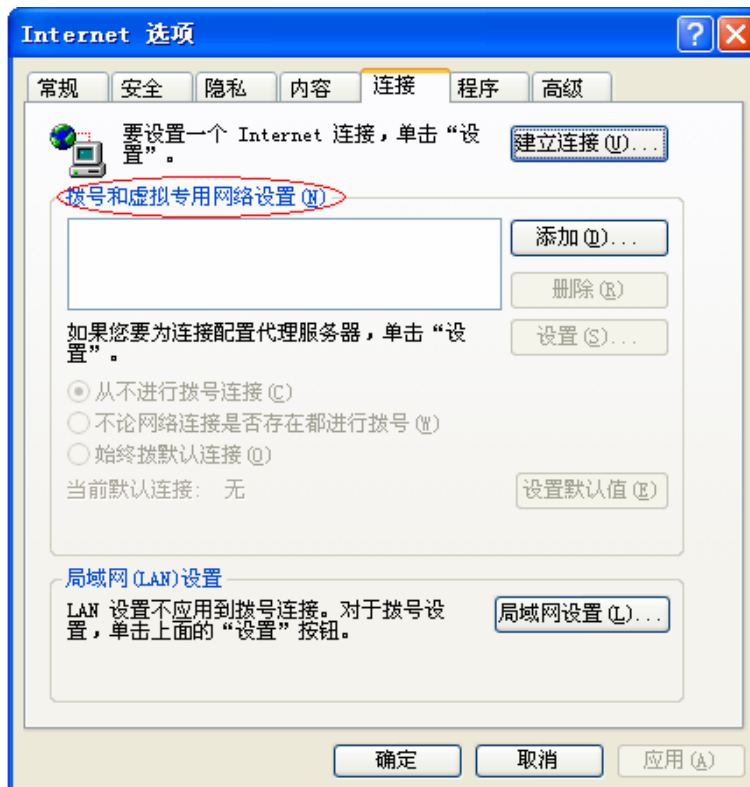 Internet 选项
常规 安全 隐私 内容 连接 程序 高级
要设置一个 Internet 连接，单击“设
置”。
建立连接(U)...
拨号和虚拟专用网络设置(N)
添加(D)...
删除(R)
如果您要为连接配置代理服务器，单击“设
置”。
设置(S)...
从不进行拨号连接(C)
不论网络连接是否存在都进行拨号(W)
始终拨默认连接(O)
当前默认连接： 无
设置默认值(E)
局域网(LAN)设置
LAN 设置不应用到拨号连接。对于拨号设
置，单击上面的“设置”按钮。
局域网设置(L)...
确定 取消 应用(A)